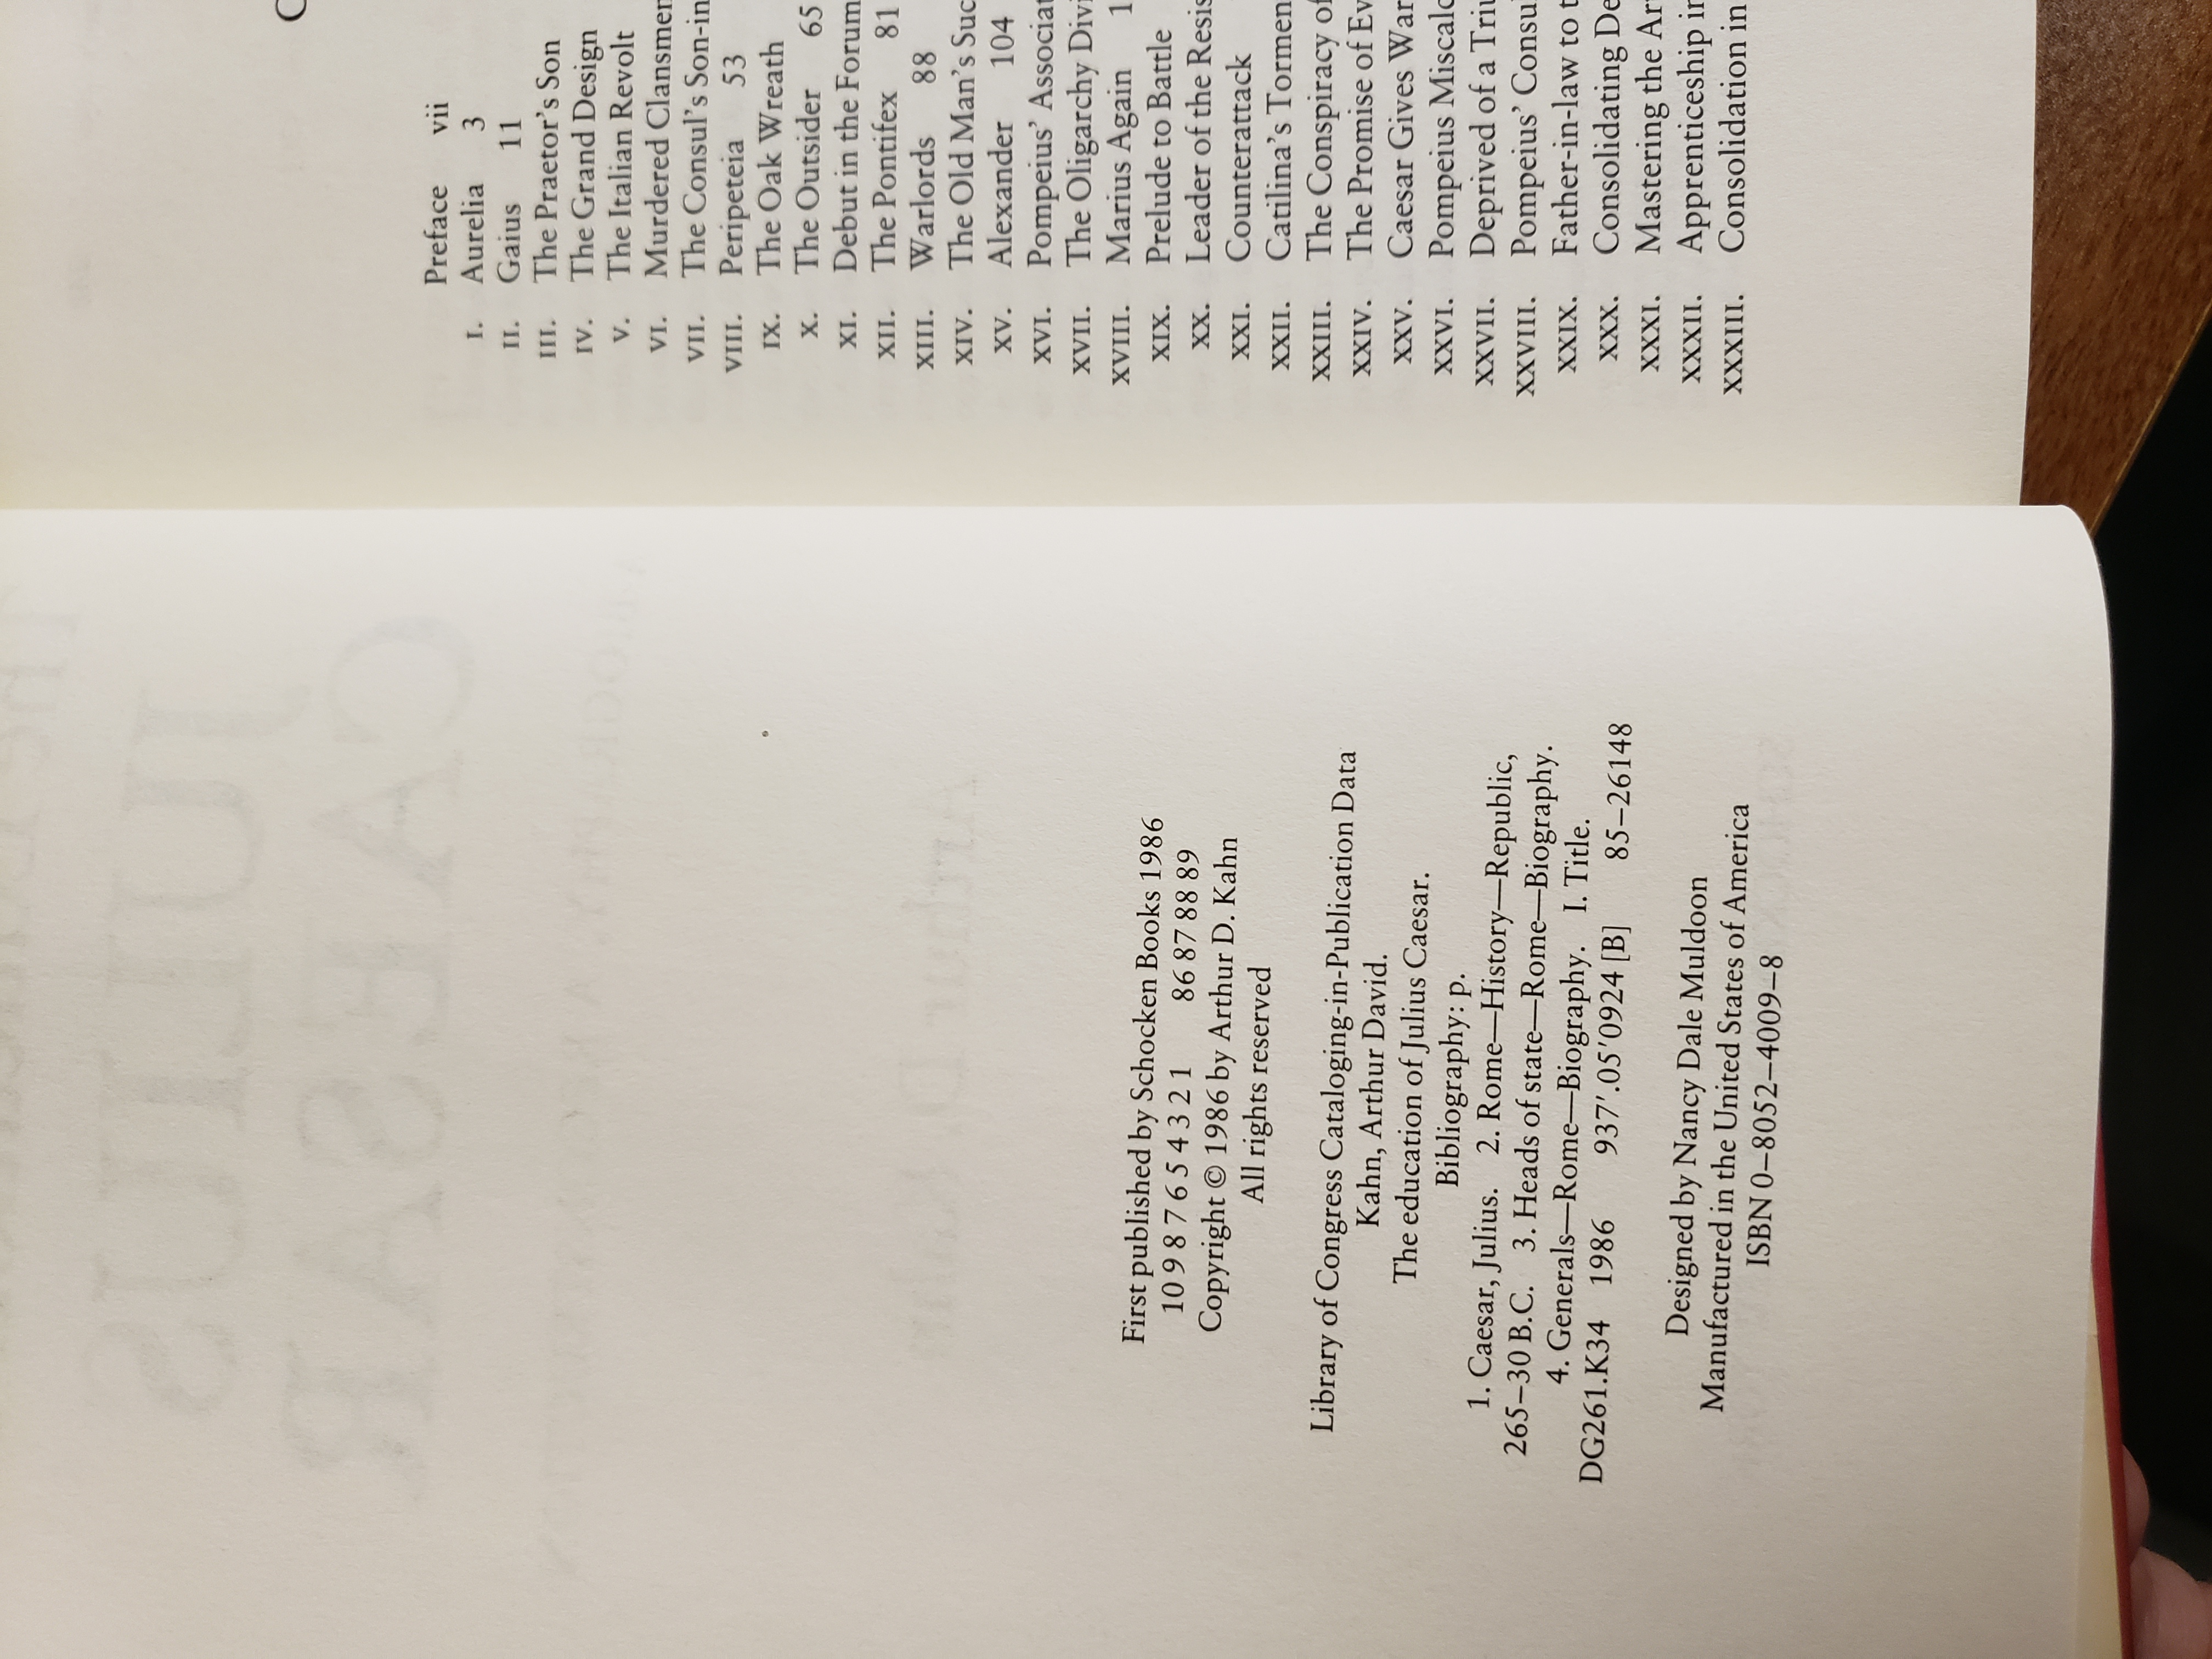 First published by Schocken Books 1986
10 9 8 7 6 5 4 3 2 1 86 87 88 89
Copyright © 1986 by Arthur D. Kahn
All rights reserved
Library of Congress Cataloging-in-Publication Data
Kahn, Arthur David.
The education of Julius Caesar.
Bibliography: p.
1. Caesar, Julius. 2. Rome—History—Republic,
265–30 B.C. 3. Heads of state—Rome—Biography.
4. Generals—Rome—Biography. I. Title.
DG261.K34 1986 937'.05'0924 [B] 85–26148
Designed by Nancy Dale Muldoon
Manufactured in the United States of America
ISBN 0–8052–4009–8
C
Preface vii
I. Aurelia 3
II. Gaius 11
III. The Praetor's Son
IV. The Grand Design
V. The Italian Revolt
VI. Murdered Clansmen
VII. The Consul's Son-in
VIII. Peripeteia 53
IX. The Oak Wreath
X. The Outsider 65
XI. Debut in the Forum
XII. The Pontifex 81
XIII. Warlords 88
XIV. The Old Man's Suc
XV. Alexander 104
XVI. Pompeius' Associat
XVII. The Oligarchy Divi
XVIII. Marius Again 1
XIX. Prelude to Battle
XX. Leader of the Resis
XXI. Counterattack
XXII. Catilina's Tormen
XXIII. The Conspiracy of
XXIV. The Promise of Ev
XXV. Caesar Gives War
XXVI. Pompeius Miscalc
XXVII. Deprived of a Triu
XXVIII. Pompeius' Consul
XXIX. Father-in-law to t
XXX. Consolidating De
XXXI. Mastering the Ar
XXXII. Apprenticeship in
XXXIII. Consolidation in